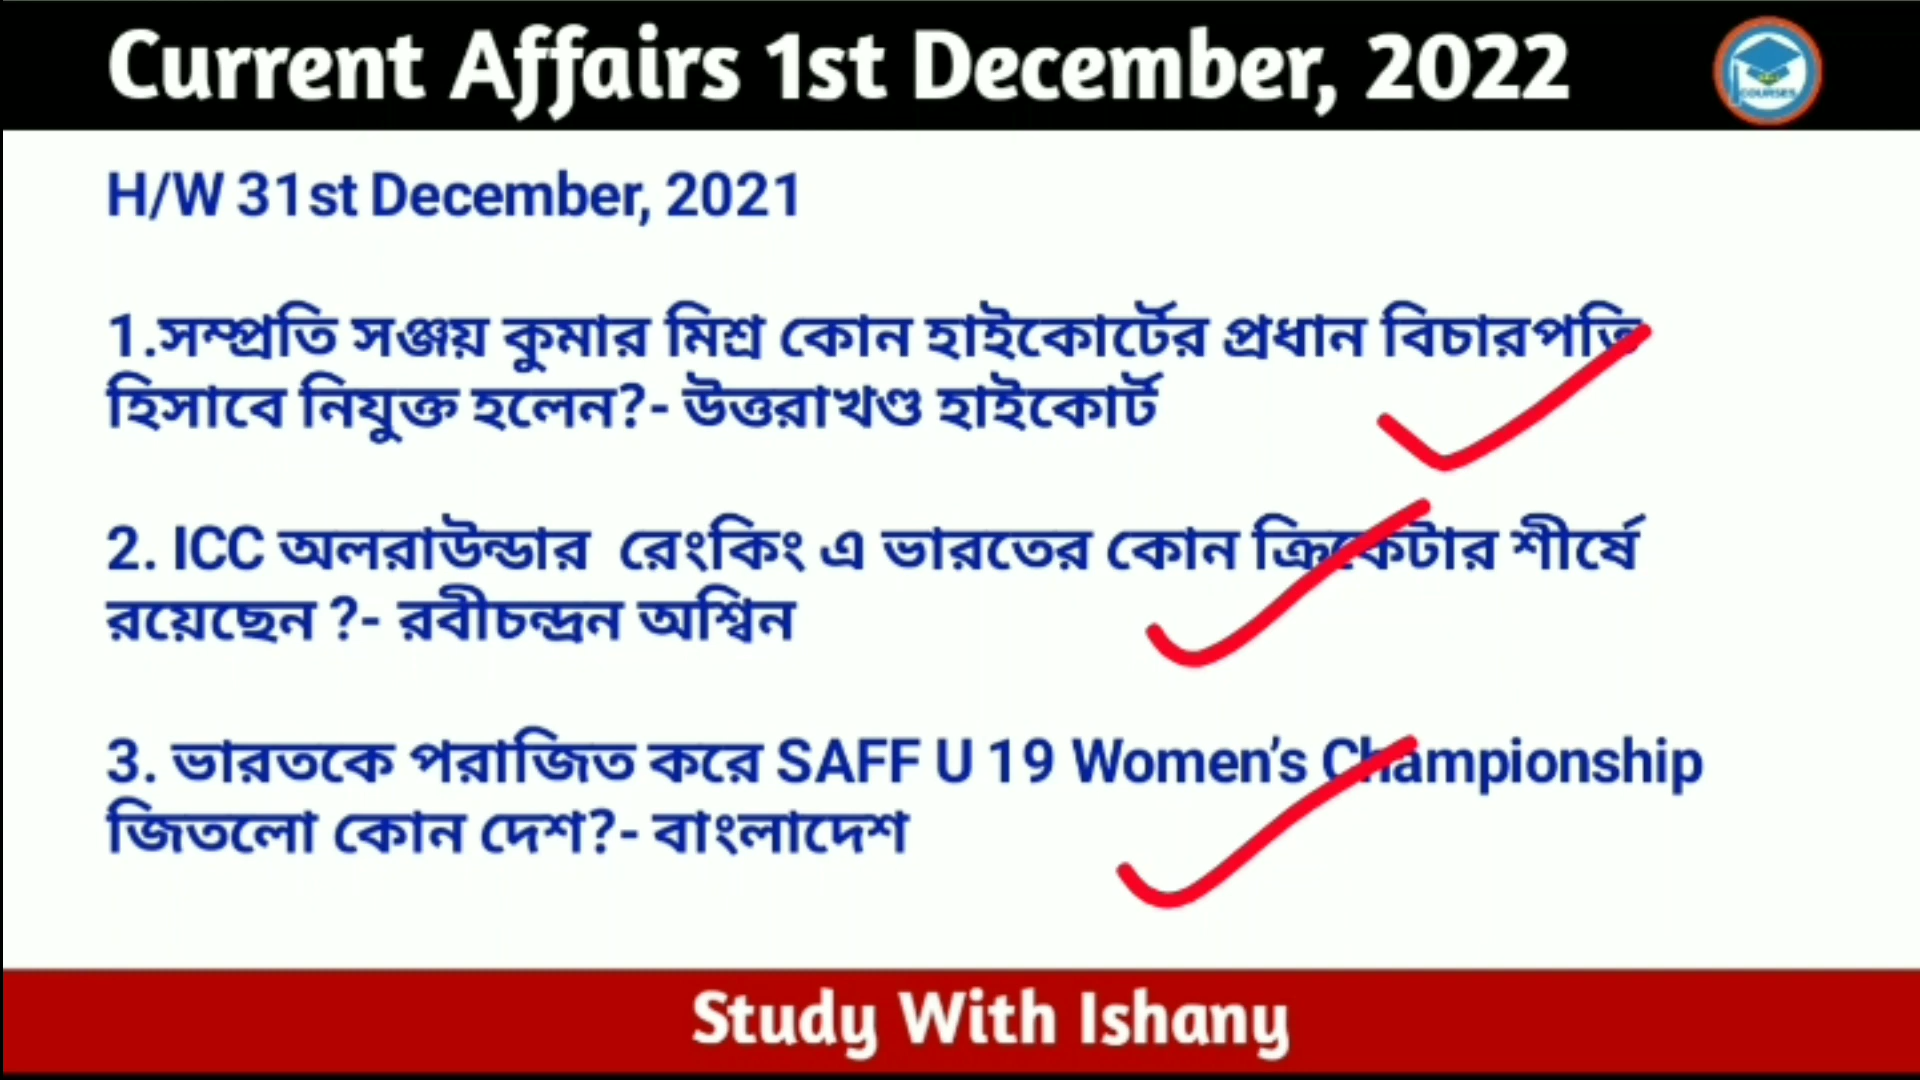 Current Affairs 1st December, 2022
COURSES
H/W 31st December, 2021
1.সম্প্রতি সঞ্জয় কুমার মিশ্র কোন হাইকোর্টের প্রধান বিচারপতি
হিসাবে নিযুক্ত হলেন?- উত্তরাখণ্ড হাইকোর্ট
2. ICC অলরাউন্ডার রেংকিং এ ভারতের কোন ক্রিকেটার শীর্ষে
রয়েছেন ?- রবীচন্দ্রন অশ্বিন
3. ভারতকে পরাজিত করে SAFF U 19 Women’s Championship
জিতলো কোন দেশ?- বাংলাদেশ
Study With Ishany